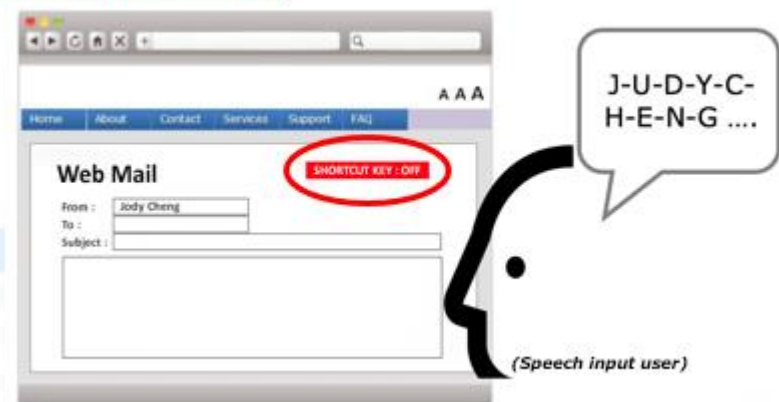 A A A
Home About Contact Services Support FAQ
Web Mail
SHORTCUT KEY : OFF
From : Jody Cheng
To :
Subject :
J-U-D-Y-C-
H-E-N-G ....
(Speech input user)